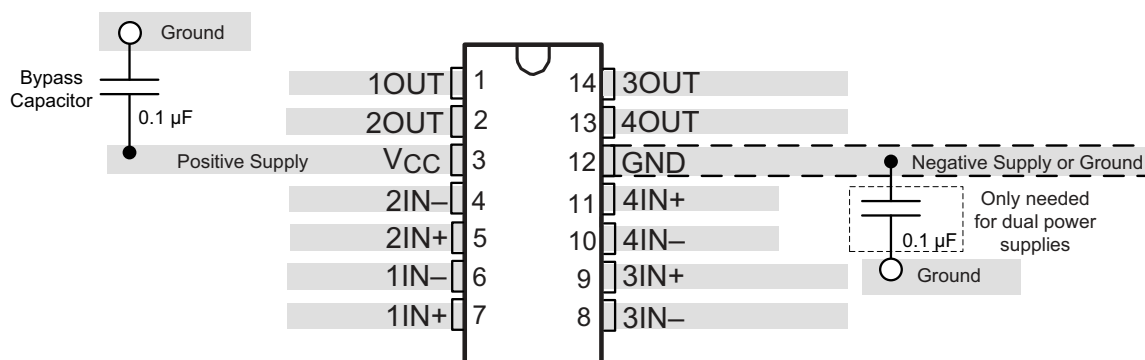 Ground
Bypass
Capacitor
0.1 µF
Positive Supply
1OUT 1 14 3OUT
2OUT 2 13 4OUT
VCC 3 12 GND
2IN– 4 11 4IN+
2IN+ 5 10 4IN–
1IN– 6 9 3IN+
1IN+ 7 8 3IN–
Negative Supply or Ground
Only needed
for dual power
supplies
0.1 µF
Ground